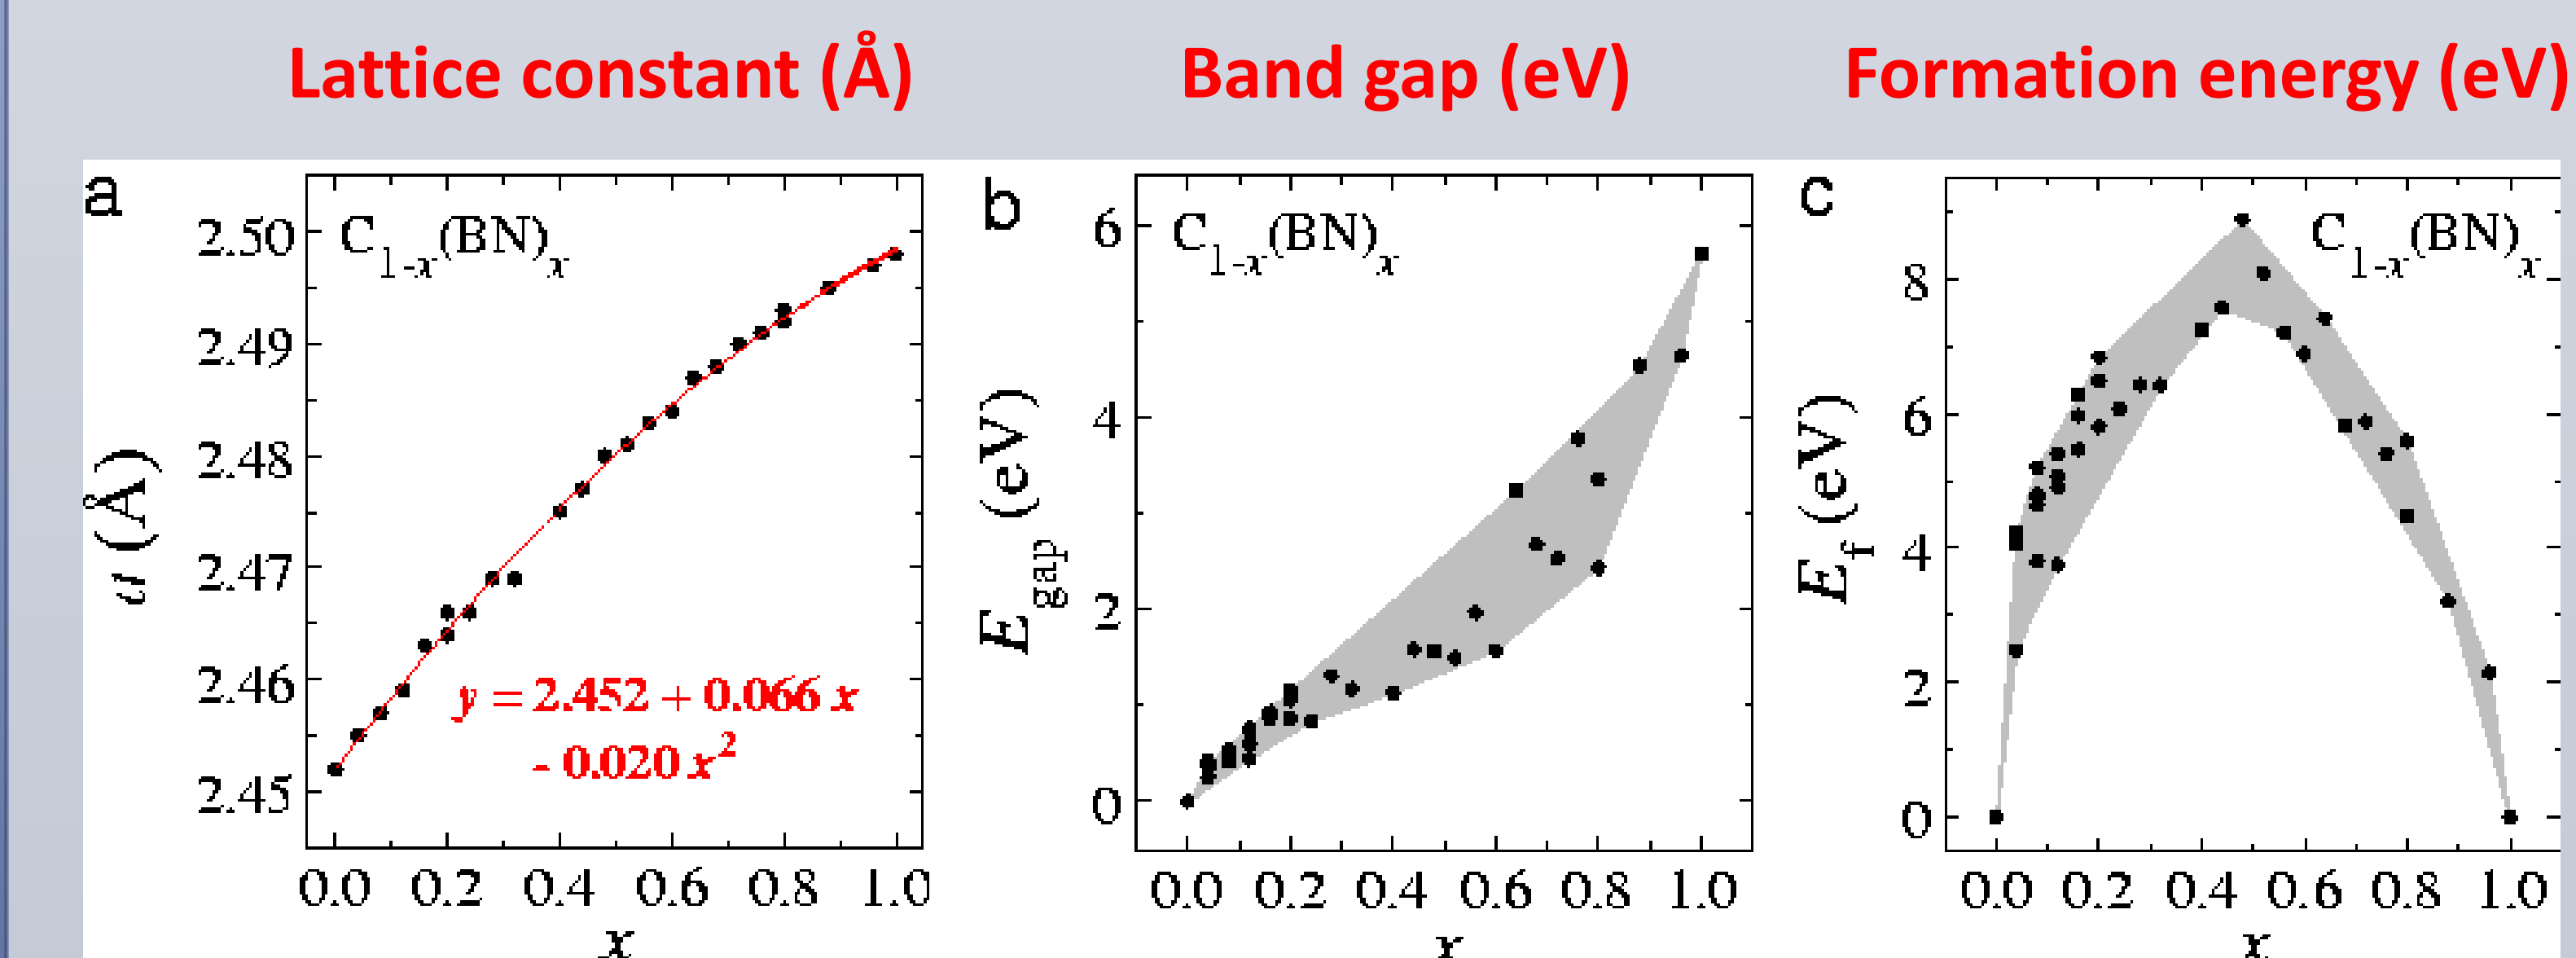 Lattice constant (Å)
Band gap (eV)
Formation energy (eV)
a
C1-x(BN)x
2.50
2.49
2.48
2.47
2.46
2.45
a (Å)
y = 2.452 + 0.066 x
- 0.020 x²
0.0 0.2 0.4 0.6 0.8 1.0
x
b
C1-x(BN)x
6
4
2
0
Egap (eV)
0.0 0.2 0.4 0.6 0.8 1.0
x
c
C1-x(BN)x
8
6
4
2
0
Ef (eV)
0.0 0.2 0.4 0.6 0.8 1.0
x